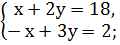 x + 2y = 18,
− x + 3y = 2;